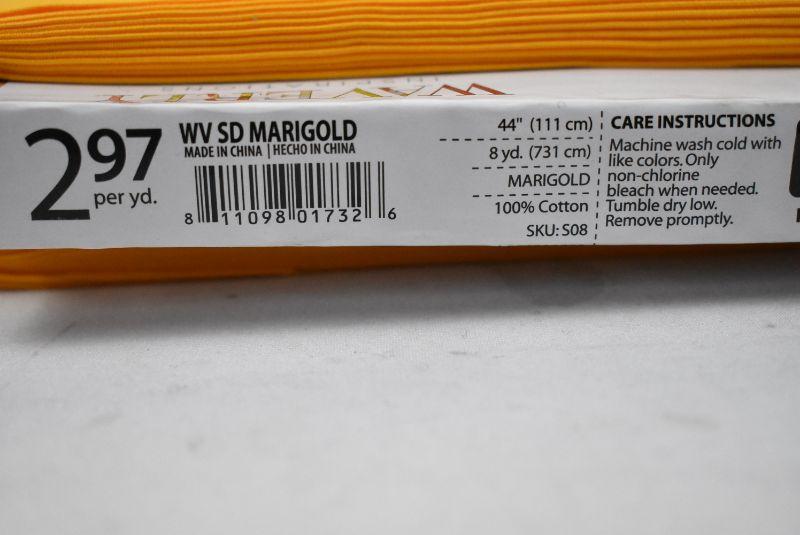 WAVERLY
INSPIRATIONS
2 97
per yd.
WV SD MARIGOLD
MADE IN CHINA | HECHO IN CHINA
8 11098 01732 6
44" (111 cm)
8 yd. (731 cm)
MARIGOLD
100% Cotton
SKU: S08
CARE INSTRUCTIONS
Machine wash cold with
like colors. Only
non-chlorine
bleach when needed.
Tumble dry low.
Remove promptly.